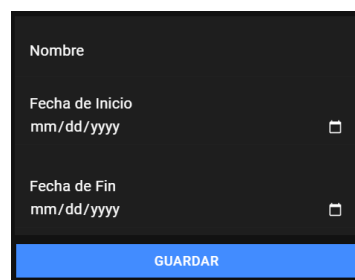 Nombre
Fecha de Inicio
mm/dd/yyyy
Fecha de Fin
mm/dd/yyyy
GUARDAR